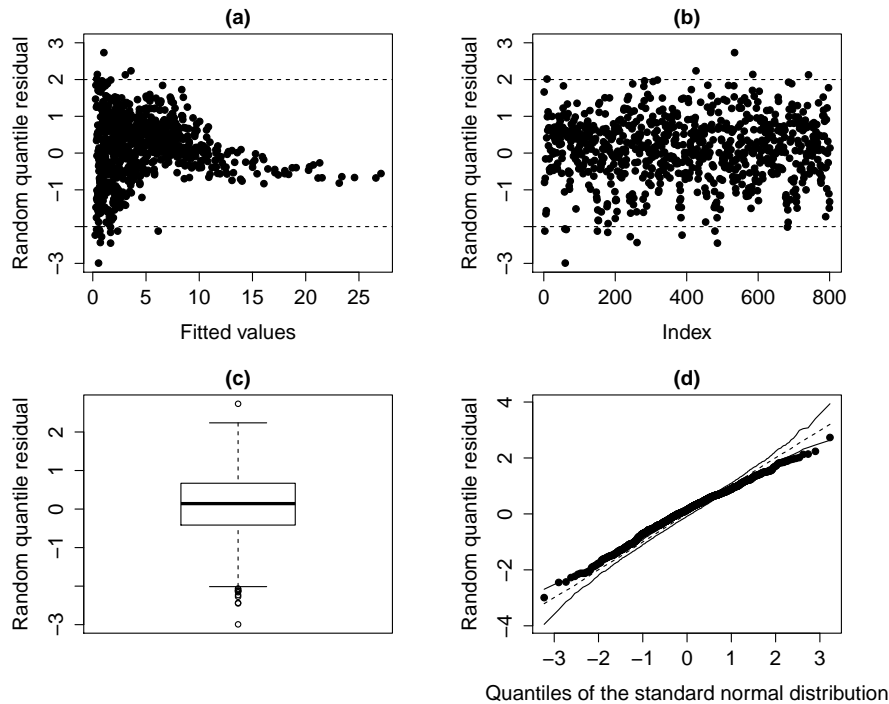 (a)
Random quantile residual
3
2
1
0
-1
-3
0 5 10 15 20 25
Fitted values
(b)
Random quantile residual
3
2
1
0
-1
-3
0 200 400 600 800
Index
(c)
Random quantile residual
2
1
0
-1
-3
(d)
Random quantile residual
4
2
0
-2
-4
-3 -2 -1 0 1 2 3
Quantiles of the standard normal distribution